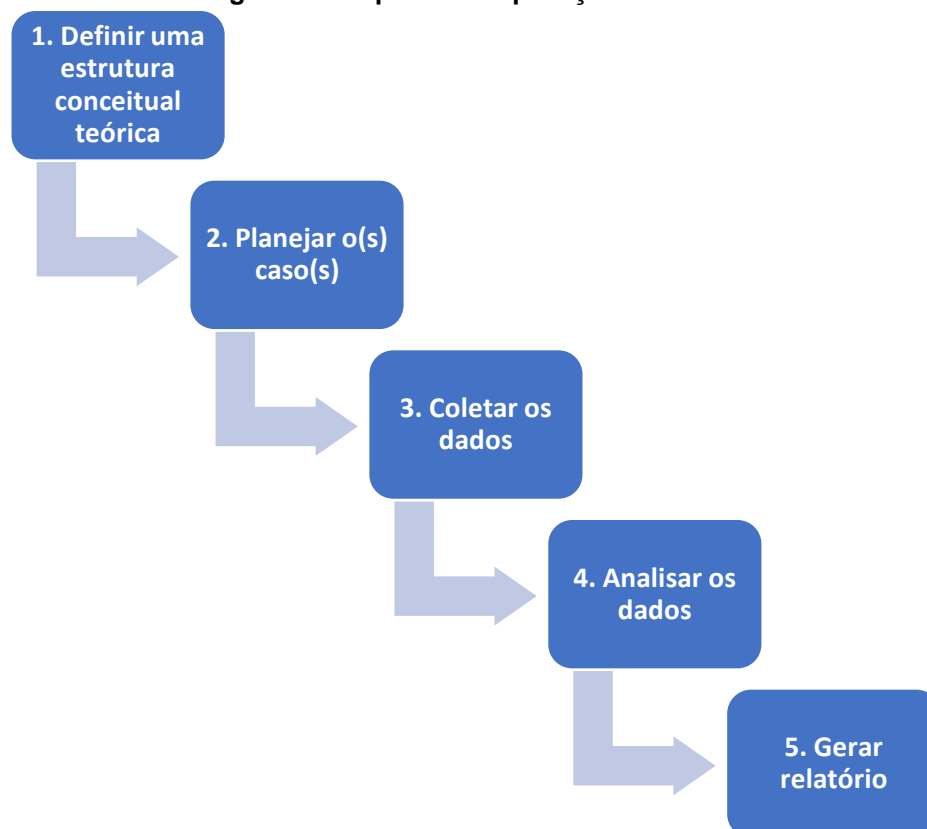 1. Definir uma
estrutura
conceitual
teórica
2. Planejar o(s)
caso(s)
3. Coletar os
dados
4. Analisar os
dados
5. Gerar
relatório